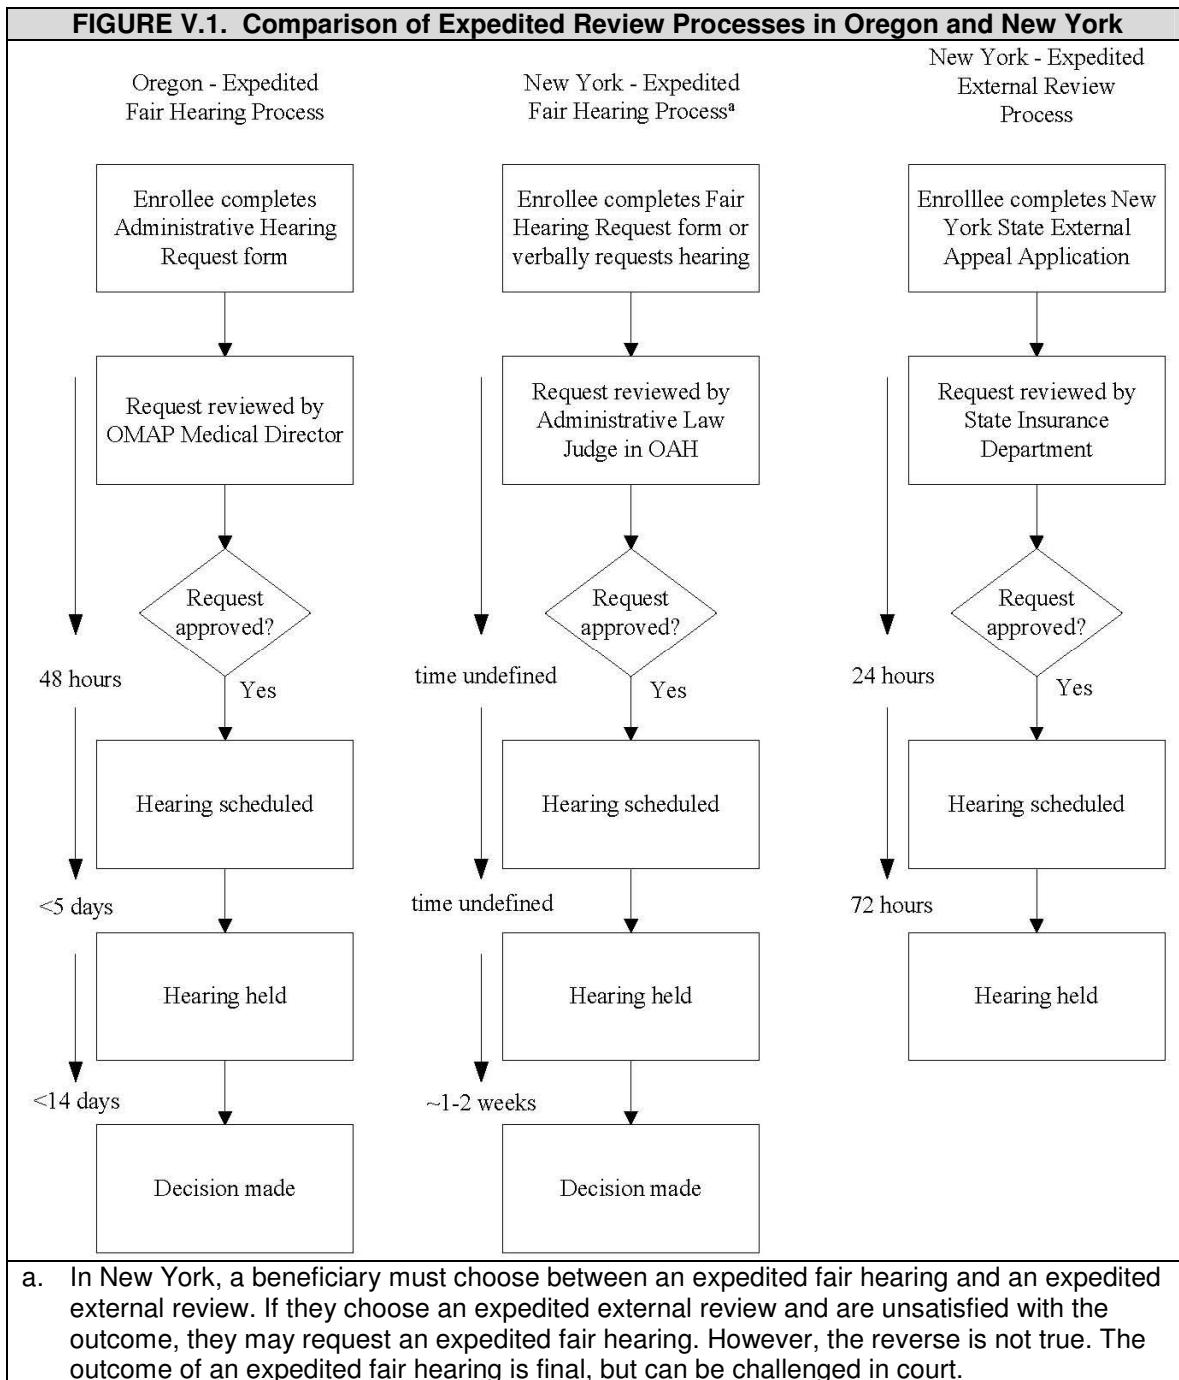 FIGURE V.1. Comparison of Expedited Review Processes in Oregon and New York
Oregon - Expedited
Fair Hearing Process
Enrollee completes
Administrative Hearing
Request form
Request reviewed by
OMAP Medical Director
Request
approved?
48 hours
Yes
Hearing scheduled
<5 days
Hearing held
<14 days
Decision made
New York - Expedited
Fair Hearing Processᵃ
Enrollee completes Fair
Hearing Request form or
verbally requests hearing
Request reviewed by
Administrative Law
Judge in OAH
Request
approved?
time undefined
Yes
Hearing scheduled
time undefined
Hearing held
~1-2 weeks
Decision made
New York - Expedited
External Review
Process
Enrolllee completes New
York State External
Appeal Application
Request reviewed by
State Insurance
Department
Request
approved?
24 hours
Yes
Hearing scheduled
72 hours
Hearing held
a. In New York, a beneficiary must choose between an expedited fair hearing and an expedited
external review. If they choose an expedited external review and are unsatisfied with the
outcome, they may request an expedited fair hearing. However, the reverse is not true. The
outcome of an expedited fair hearing is final, but can be challenged in court.